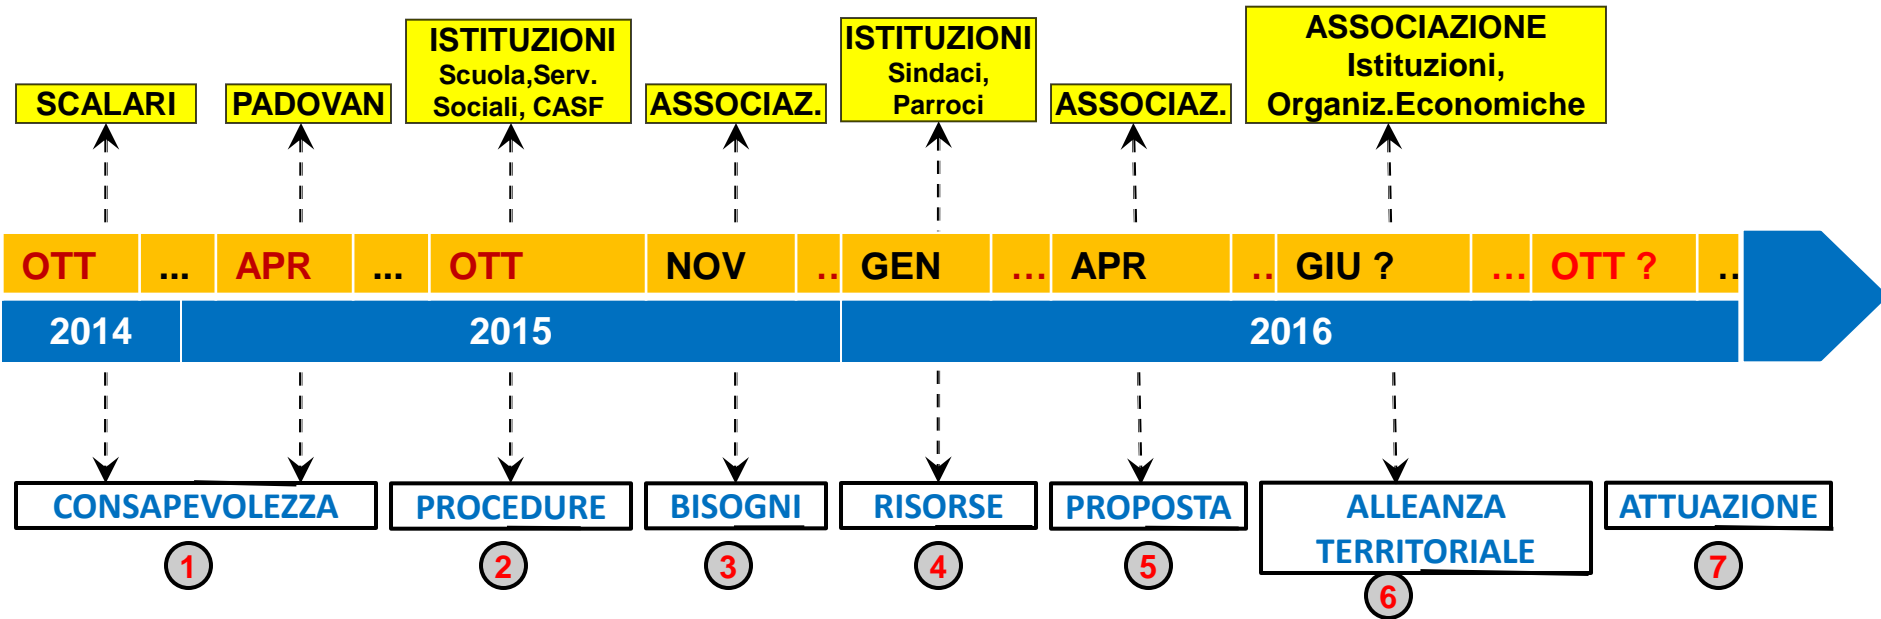 SCALARI
PADOVAN
ISTITUZIONI
Scuola,Serv.
Sociali, CASF
ASSOCIAZ.
ISTITUZIONI
Sindaci,
Parroci
ASSOCIAZ.
ASSOCIAZIONE
Istituzioni,
Organiz.Economiche
OTT ... APR ... OTT NOV .. GEN ... APR .. GIU ? ... OTT ? ..
2014 2015 2016
CONSAPEVOLEZZA
PROCEDURE
BISOGNI
RISORSE
PROPOSTA
ALLEANZA
TERRITORIALE
ATTUAZIONE
1
2
3
4
5
6
7